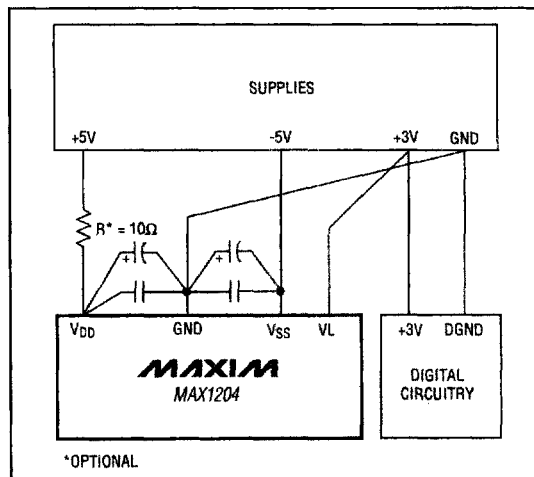 SUPPLIES
+5V -5V +3V GND
R* = 10Ω
+ +
VDD GND VSS VL +3V DGND
MAXIM
MAX1204
DIGITAL
CIRCUITRY
*OPTIONAL